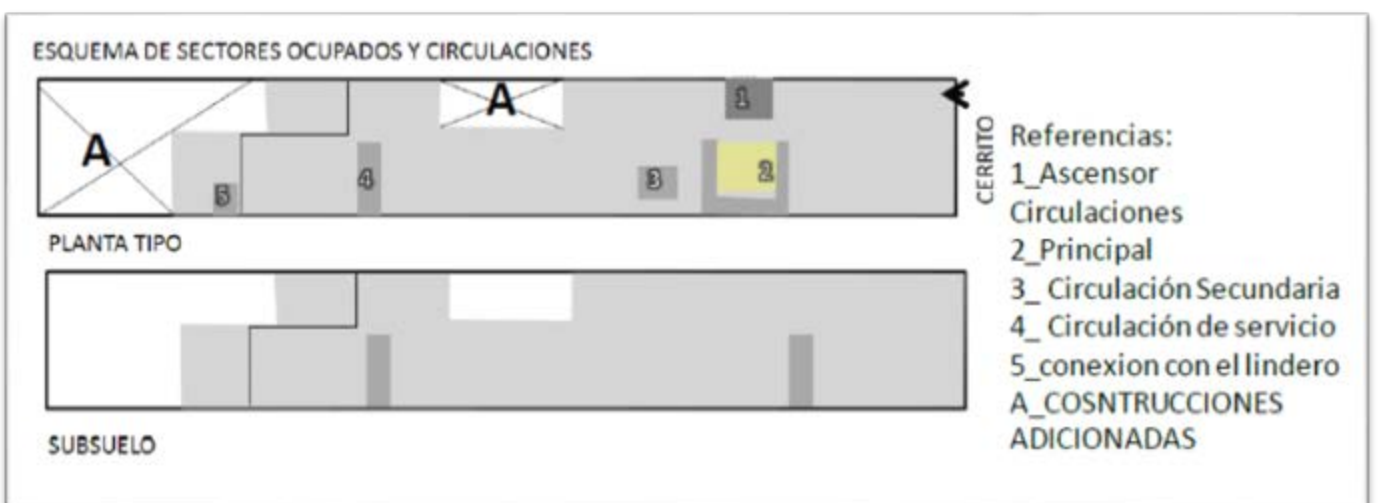 ESQUEMA DE SECTORES OCUPADOS Y CIRCULACIONES
A
A
1
2
3
4
5
CERRITO
PLANTA TIPO
SUBSUELO
Referencias:
1_Ascensor
Circulaciones
2_Principal
3_ Circulación Secundaria
4_ Circulación de servicio
5_conexion con el lindero
A_COSNTRUCCIONES
ADICIONADAS